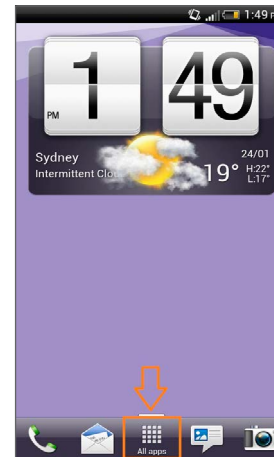 1:49 P
1 49
PM
Sydney 24/01
Intermittent Clo 19° H:22°
L:17°
All apps